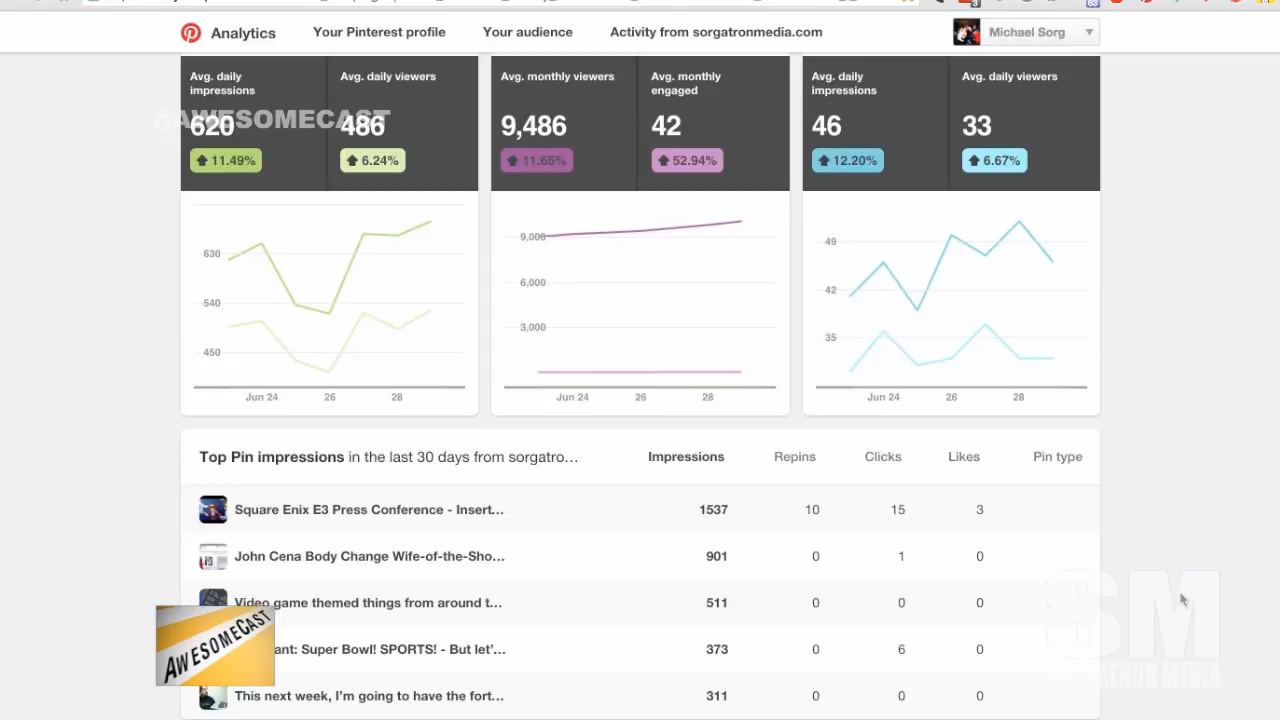 Analytics
Your Pinterest profile
Your audience
Activity from sorgatronmedia.com
Michael Sorg
Avg. daily impressions
Avg. daily viewers
Avg. monthly viewers
Avg. monthly engaged
Avg. daily impressions
Avg. daily viewers
@AWESOMECAST
620
486
9,486
42
46
33
11.49%
6.24%
11.65%
52.94%
12.20%
6.67%
630
540
450
Jun 24 26 28
9,000
6,000
3,000
Jun 24 26 28
49
42
35
Jun 24 26 28
Top Pin impressions in the last 30 days from sorgatro… Impressions Repins Clicks Likes Pin type
Square Enix E3 Press Conference - Insert… 1537 10 15 3
John Cena Body Change Wife-of-the-Sho… 901 0 1 0
Video game themed things from around t… 511 0 0 0
ant: Super Bowl! SPORTS! - But let'… 373 0 6 0
This next week, I'm going to have the fort… 311 0 0 0
AWESOMECAST
SM
SORGATRON MEDIA